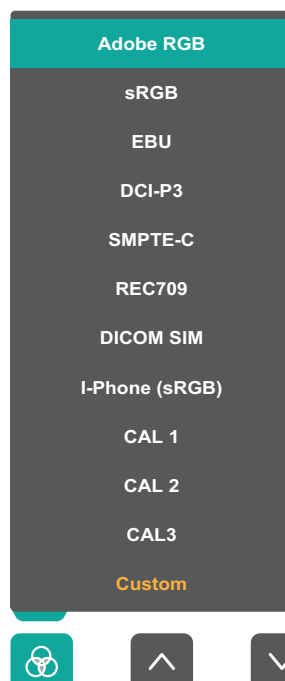 Adobe RGB
sRGB
EBU
DCI-P3
SMPTE-C
REC709
DICOM SIM
I-Phone (sRGB)
CAL 1
CAL 2
CAL3
Custom